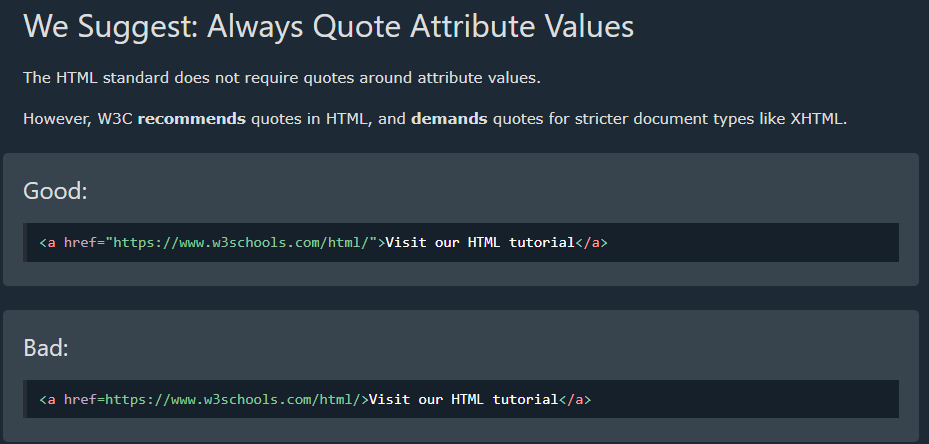 We Suggest: Always Quote Attribute Values
The HTML standard does not require quotes around attribute values.
However, W3C recommends quotes in HTML, and demands quotes for stricter document types like XHTML.
Good:
<a href="https://www.w3schools.com/html/">Visit our HTML tutorial</a>
Bad:
<a href=https://www.w3schools.com/html/>Visit our HTML tutorial</a>